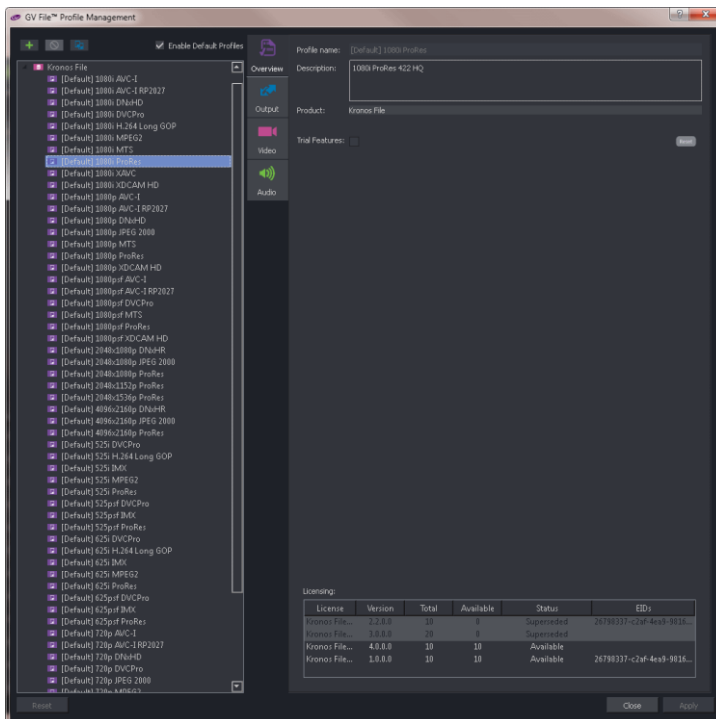 GV File™ Profile Management
Enable Default Profiles
Kronos File
[Default] 1080i AVC-I
[Default] 1080i AVC-I RP2027
[Default] 1080i DNxHD
[Default] 1080i DVCPro
[Default] 1080i H.264 Long GOP
[Default] 1080i MPEG2
[Default] 1080i MTS
[Default] 1080i ProRes
[Default] 1080i XAVC
[Default] 1080i XDCAM HD
[Default] 1080p AVC-I
[Default] 1080p AVC-I RP2027
[Default] 1080p DNxHD
[Default] 1080p JPEG 2000
[Default] 1080p MTS
[Default] 1080p ProRes
[Default] 1080p XDCAM HD
[Default] 1080psf AVC-I
[Default] 1080psf AVC-I RP2027
[Default] 1080psf DVCPro
[Default] 1080psf MTS
[Default] 1080psf ProRes
[Default] 1080psf XDCAM HD
[Default] 2048x1080p DNxHR
[Default] 2048x1080p JPEG 2000
[Default] 2048x1080p ProRes
[Default] 2048x1152p ProRes
[Default] 2048x1536p ProRes
[Default] 4096x2160p DNxHR
[Default] 4096x2160p JPEG 2000
[Default] 4096x2160p ProRes
[Default] 525i DVCPro
[Default] 525i H.264 Long GOP
[Default] 525i IMX
[Default] 525i MPEG2
[Default] 525i ProRes
[Default] 525psf DVCPro
[Default] 525psf IMX
[Default] 525psf ProRes
[Default] 625i DVCPro
[Default] 625i H.264 Long GOP
[Default] 625i IMX
[Default] 625i MPEG2
[Default] 625i ProRes
[Default] 625psf DVCPro
[Default] 625psf IMX
[Default] 625psf ProRes
[Default] 720p AVC-I
[Default] 720p AVC-I RP2027
[Default] 720p DNxHD
[Default] 720p DVCPro
[Default] 720p JPEG 2000
[Default] 720p MPEG2
Overview
Output
Video
Audio
Profile name: [Default] 1080i ProRes
Description: 1080i ProRes 422 HQ
Product: Kronos File
Trial Features:
Reset
Licensing:
License Version Total Available Status EIDs
Kronos File... 2.2.0.0 10 0 Superseded 26798337-c2af-4ea9-9816...
Kronos File... 3.0.0.0 20 0 Superseded
Kronos File... 4.0.0.0 10 10 Available
Kronos File... 1.0.0.0 10 10 Available 26798337-c2af-4ea9-9816...
Reset Close Apply